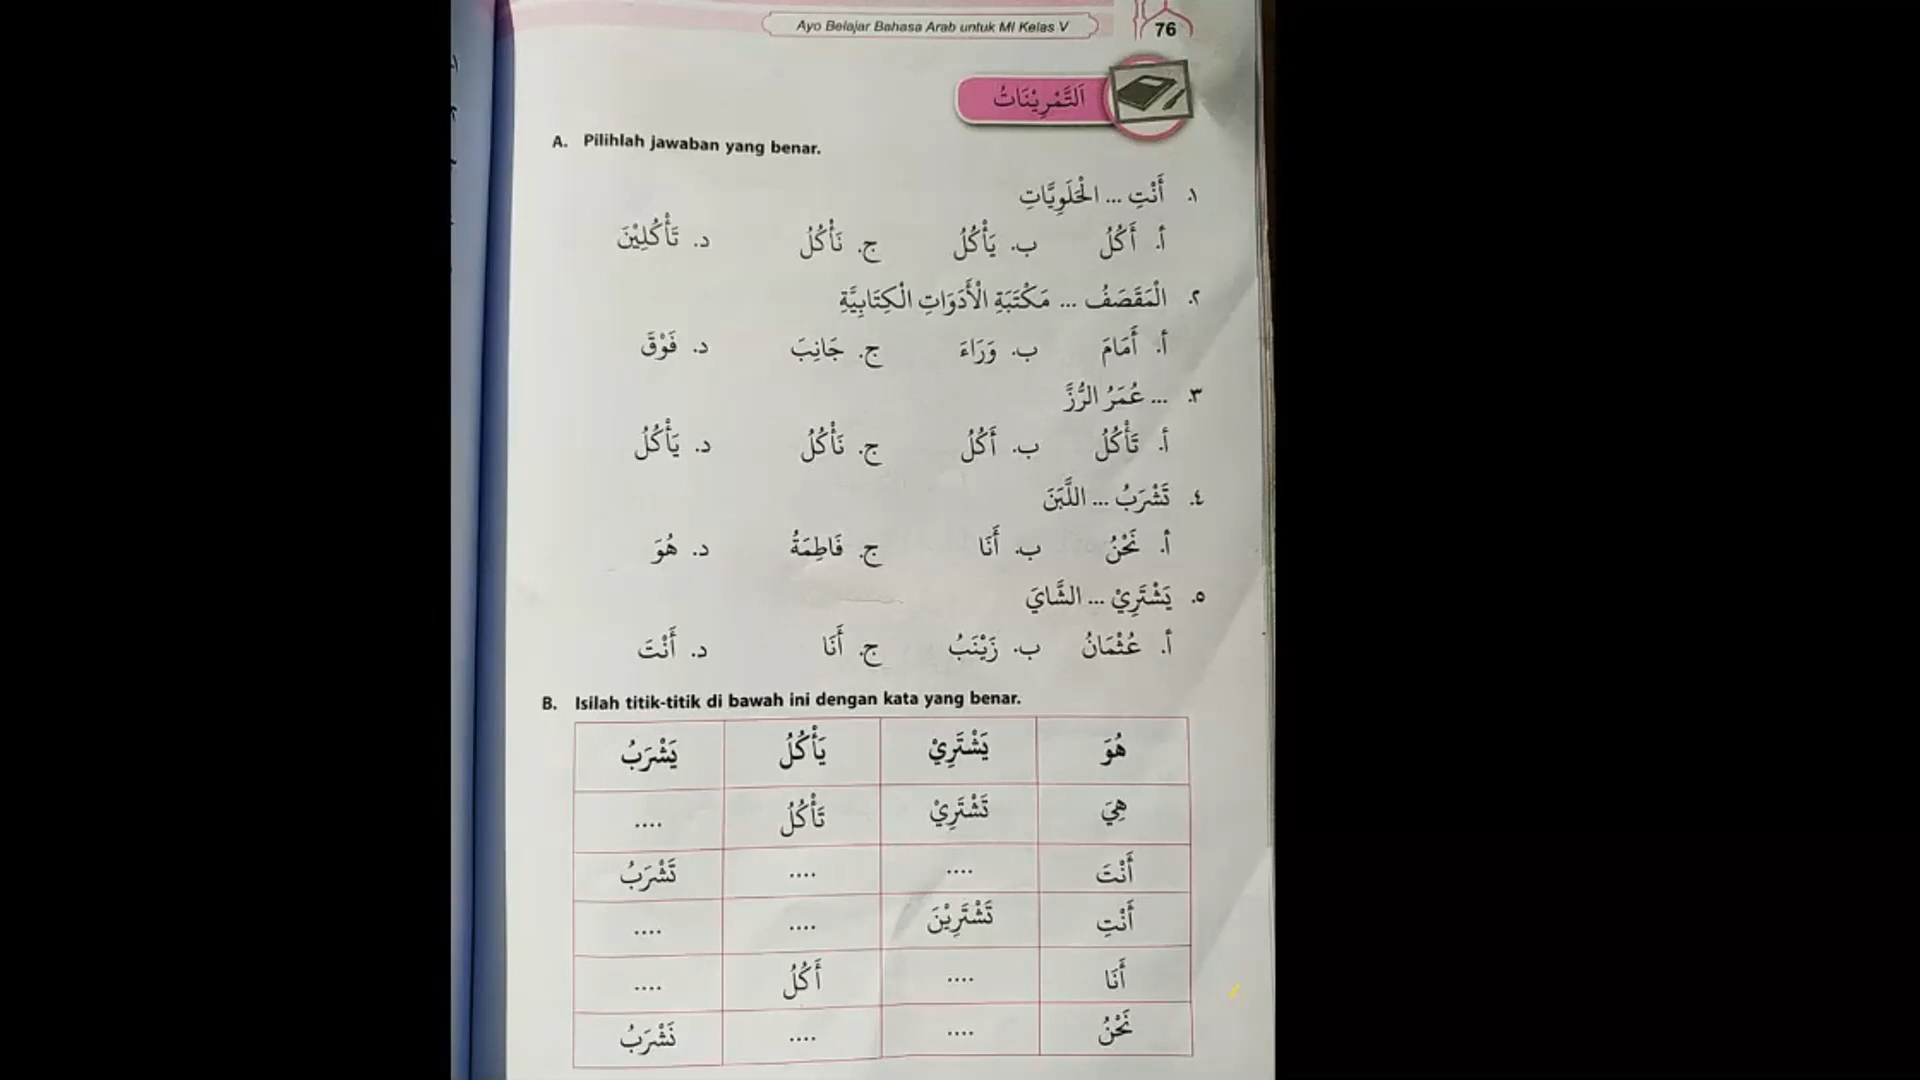 Ayo Belajar Bahasa Arab untuk MI Kelas V
76
اَلتَّمْرِيْنَاتُ
A. Pilihlah jawaban yang benar.
١. أَنْتِ ... الْحَلَوِيَّاتِ
أ. أَكُلُ ب. يَأْكُلُ ج. نَأْكُلُ د. تَأْكُلِيْنَ
٢. الْمَقَصَفُ ... مَكْتَبَةِ الْأَدَوَاتِ الْكِتَابِيَّةِ
أ. أَمَامَ ب. وَرَاءَ ج. جَانِبَ د. فَوْقَ
٣. ... عُمَرُ الرُّزَّ
أ. تَأْكُلُ ب. أَكُلُ ج. نَأْكُلُ د. يَأْكُلُ
٤. تَشْرَبُ ... اللَّبَنَ
أ. نَحْنُ ب. أَنَا ج. فَاطِمَةُ د. هُوَ
٥. يَشْتَرِيْ ... الشَّايَ
أ. عُثْمَانُ ب. زَيْنَبُ ج. أَنَا د. أَنْتَ
B. Isilah titik-titik di bawah ini dengan kata yang benar.
هُوَ يَشْتَرِيْ يَأْكُلُ يَشْرَبُ
هِيَ تَشْتَرِيْ تَأْكُلُ ....
أَنْتَ .... .... تَشْرَبُ
أَنْتِ تَشْتَرِيْنَ .... ....
أَنَا .... أَكُلُ ....
نَحْنُ .... .... نَشْرَبُ